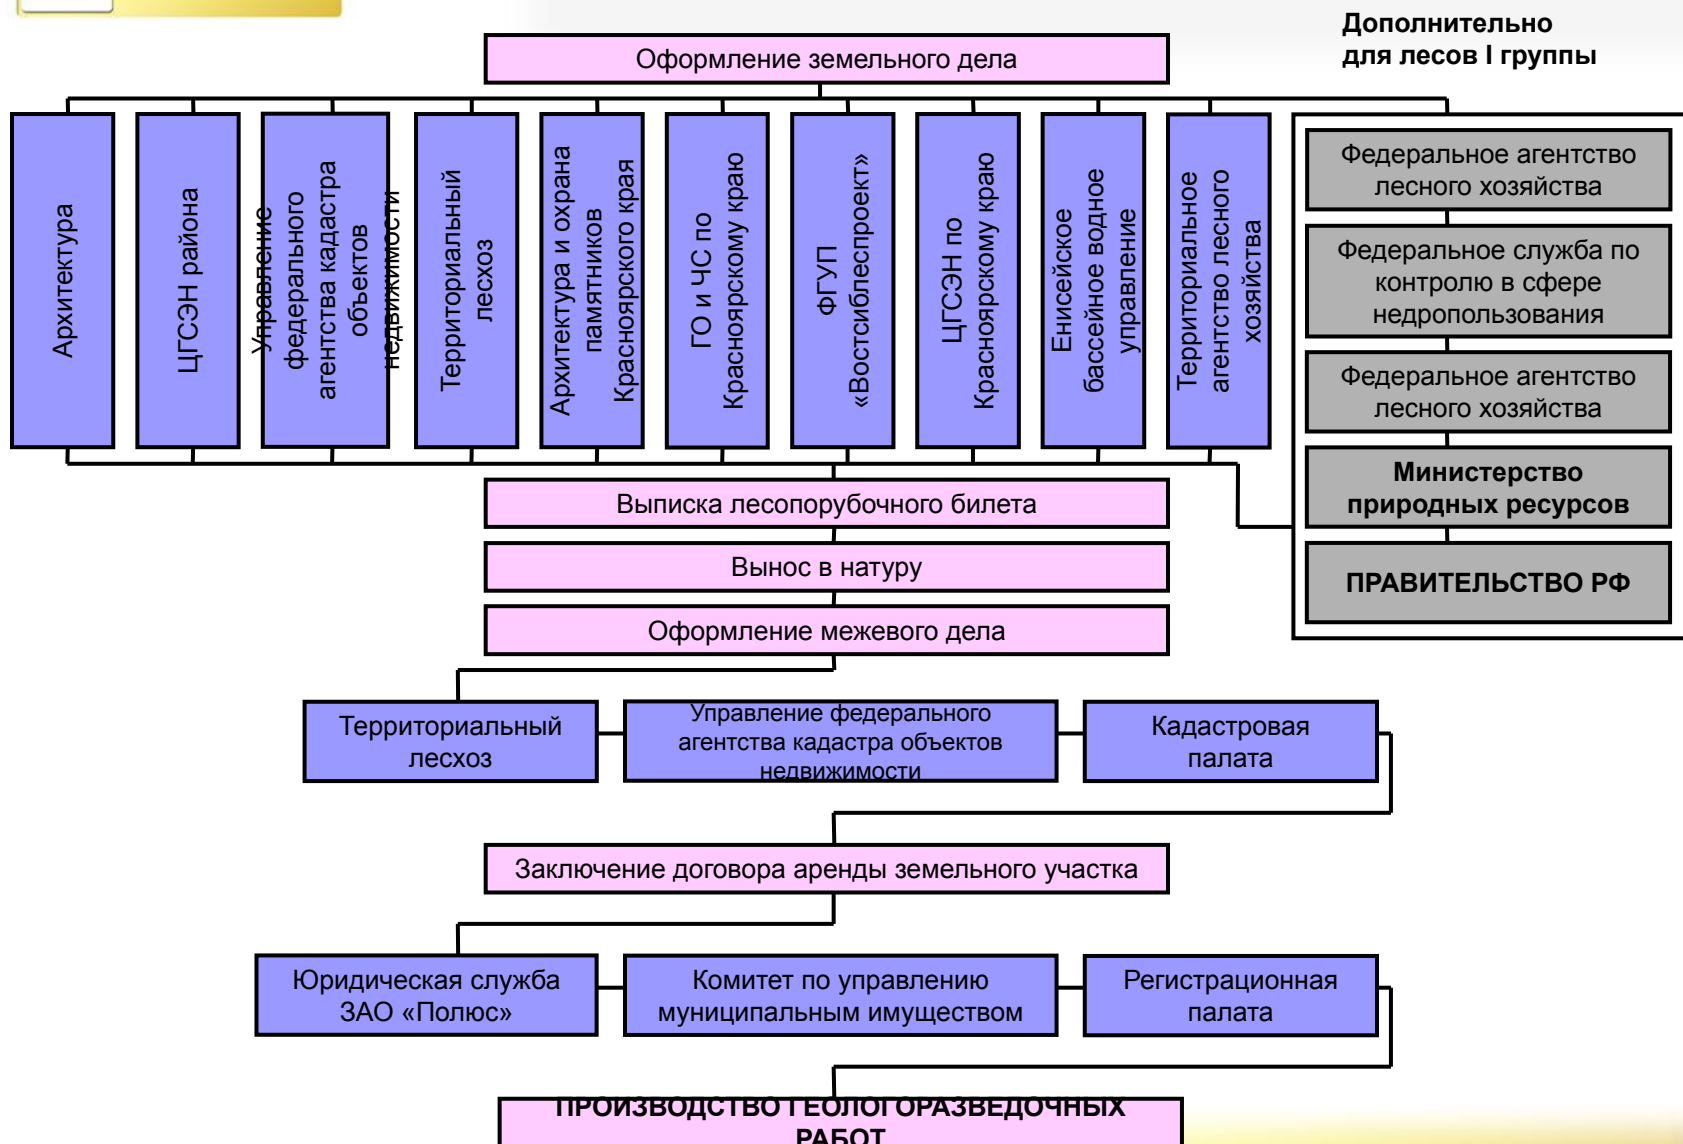 Дополнительно
для лесов I группы
Оформление земельного дела
Архитектура
ЦГСЭН района
Управление
федерального
агентства кадастра
объектов
недвижимости
Территориальный
лесхоз
Архитектура и охрана
памятников
Красноярского края
ГО и ЧС по
Красноярскому краю
ФГУП
«Востсиблеспроект»
ЦГСЭН по
Красноярскому краю
Енисейское
бассейное водное
управление
Территориальное
агентство лесного
хозяйства
Федеральное агентство
лесного хозяйства
Федеральное служба по
контролю в сфере
недропользования
Федеральное агентство
лесного хозяйства
Министерство
природных ресурсов
ПРАВИТЕЛЬСТВО РФ
Выписка лесопорубочного билета
Вынос в натуру
Оформление межевого дела
Территориальный
лесхоз
Управление федерального
агентства кадастра объектов
недвижимости
Кадастровая
палата
Заключение договора аренды земельного участка
Юридическая служба
ЗАО «Полюс»
Комитет по управлению
муниципальным имуществом
Регистрационная
палата
ПРОИЗВОДСТВО ГЕОЛОГОРАЗВЕДОЧНЫХ
РАБОТ